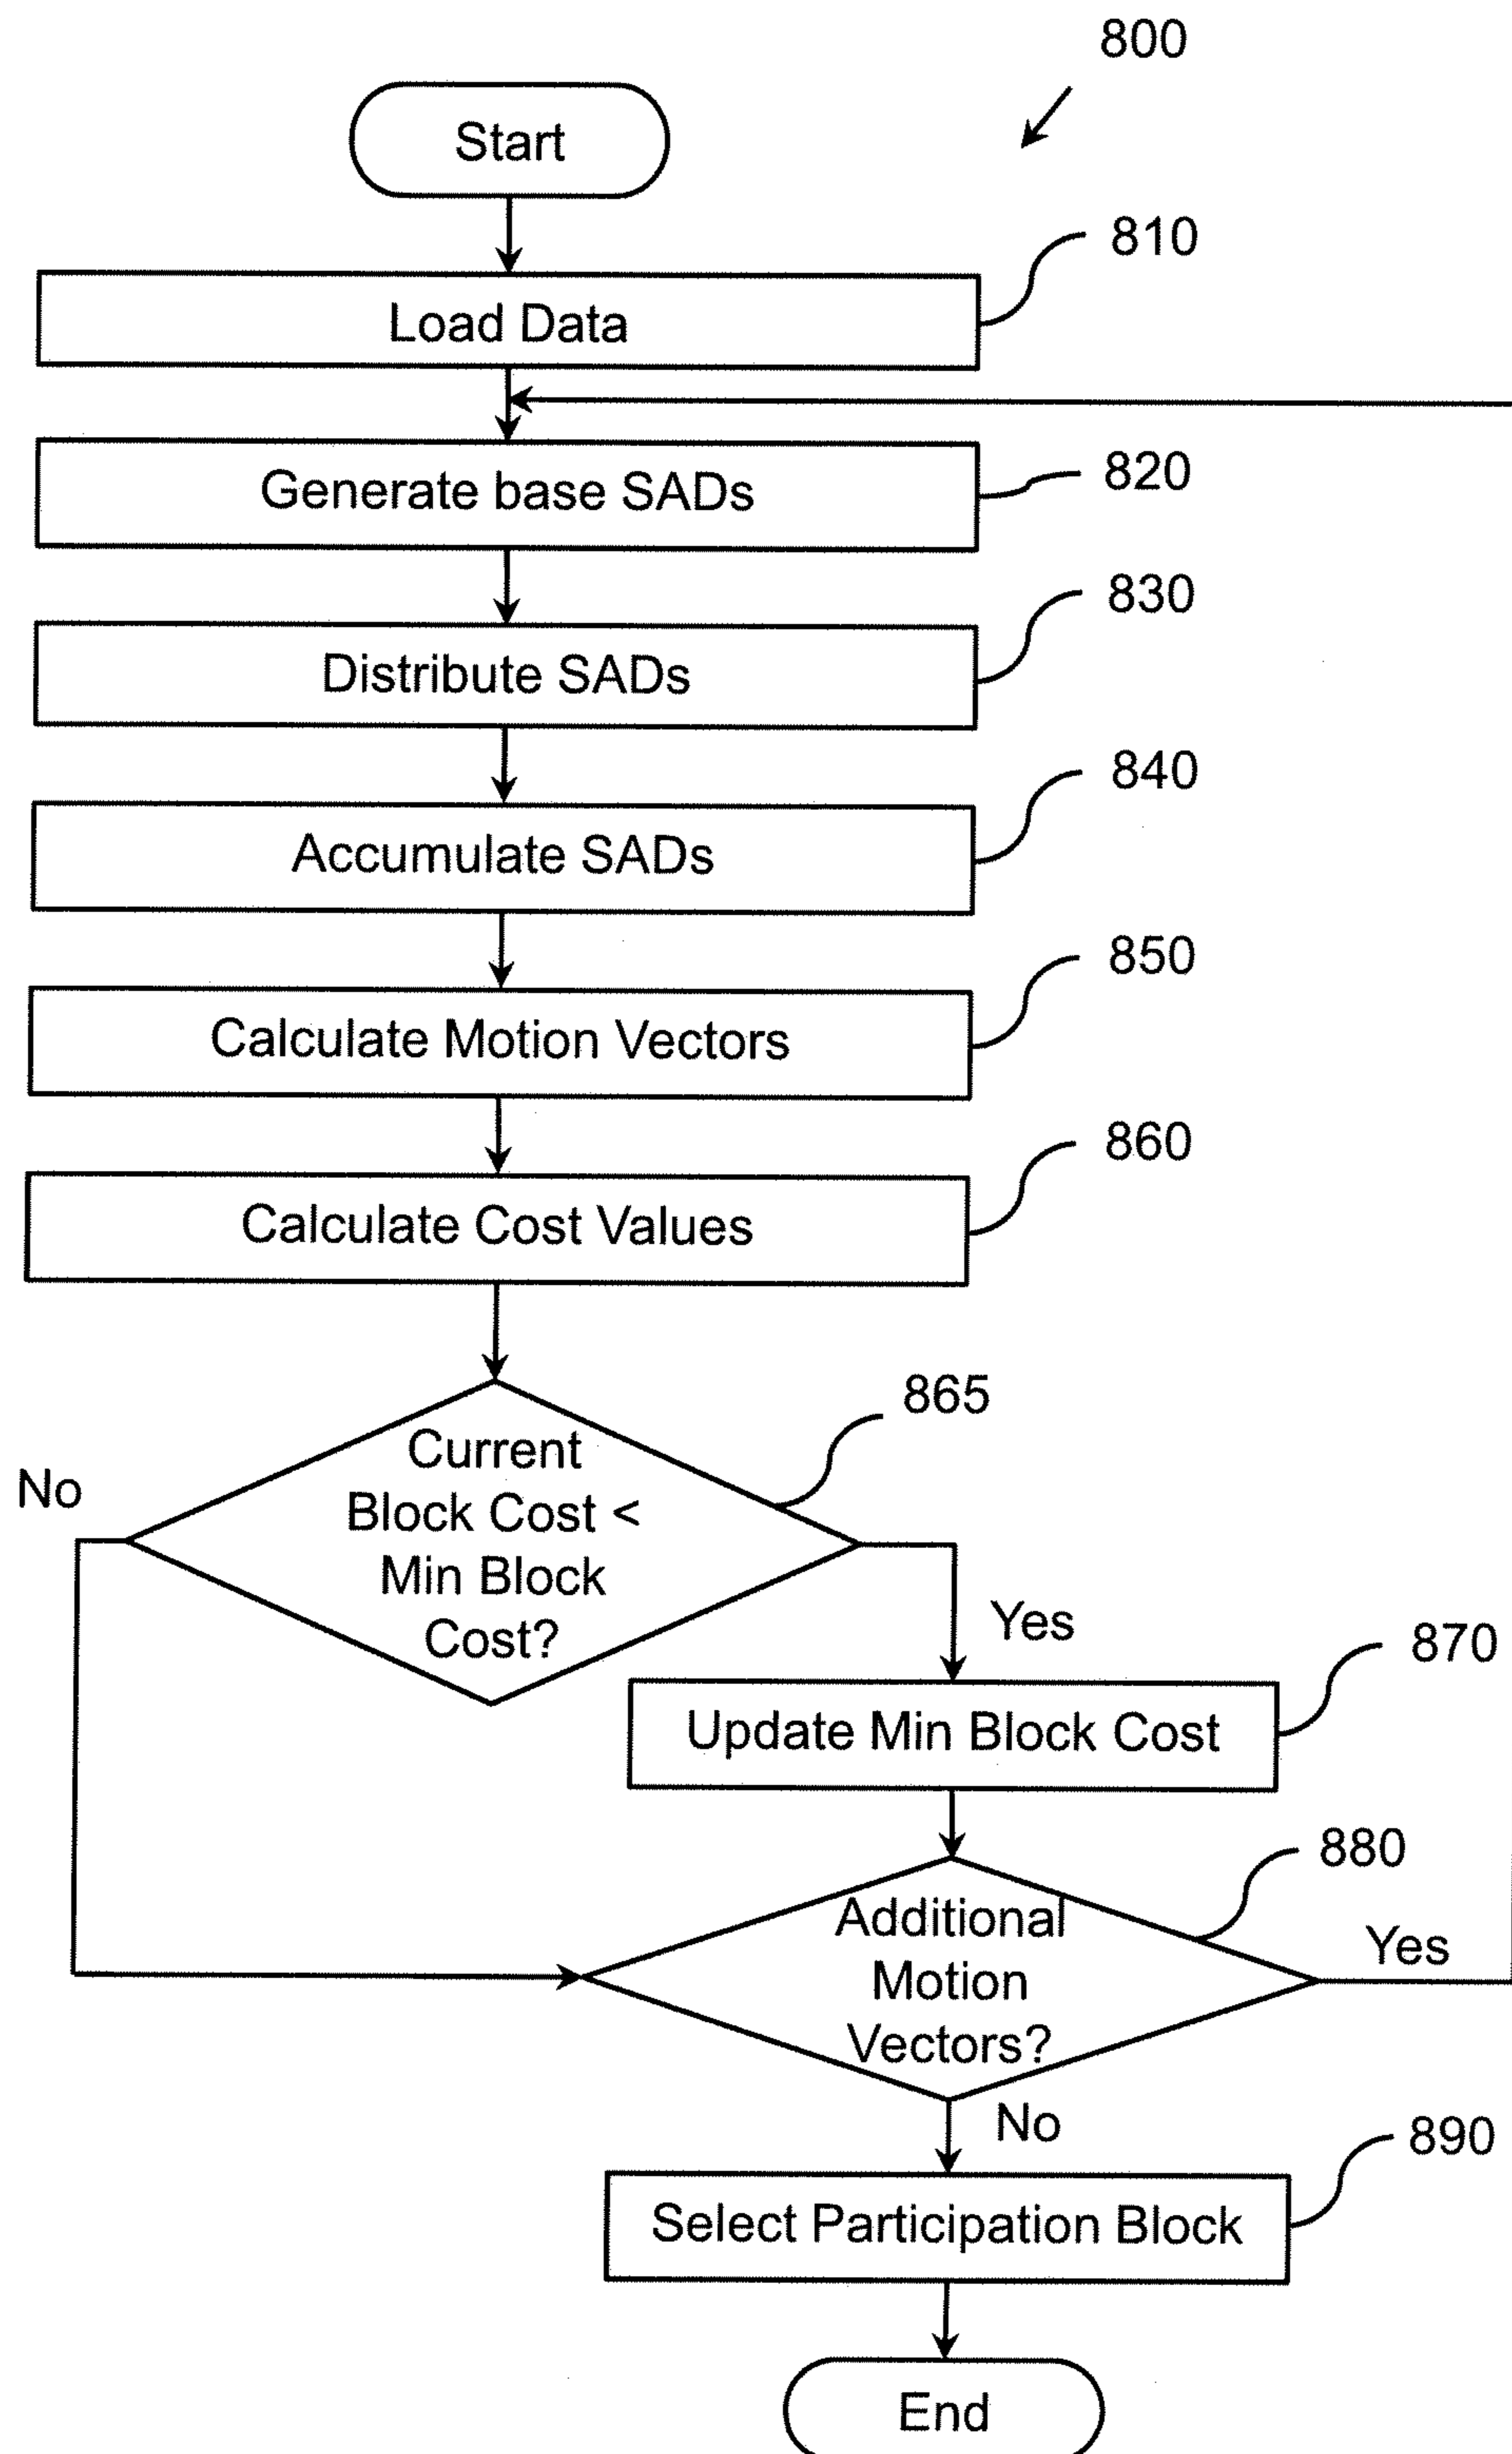 800
Start
810
Load Data
820
Generate base SADs
830
Distribute SADs
840
Accumulate SADs
850
Calculate Motion Vectors
860
Calculate Cost Values
865
Current
Block Cost <
Min Block
Cost?
No
Yes
870
Update Min Block Cost
880
Additional
Motion
Vectors?
Yes
No
890
Select Participation Block
End